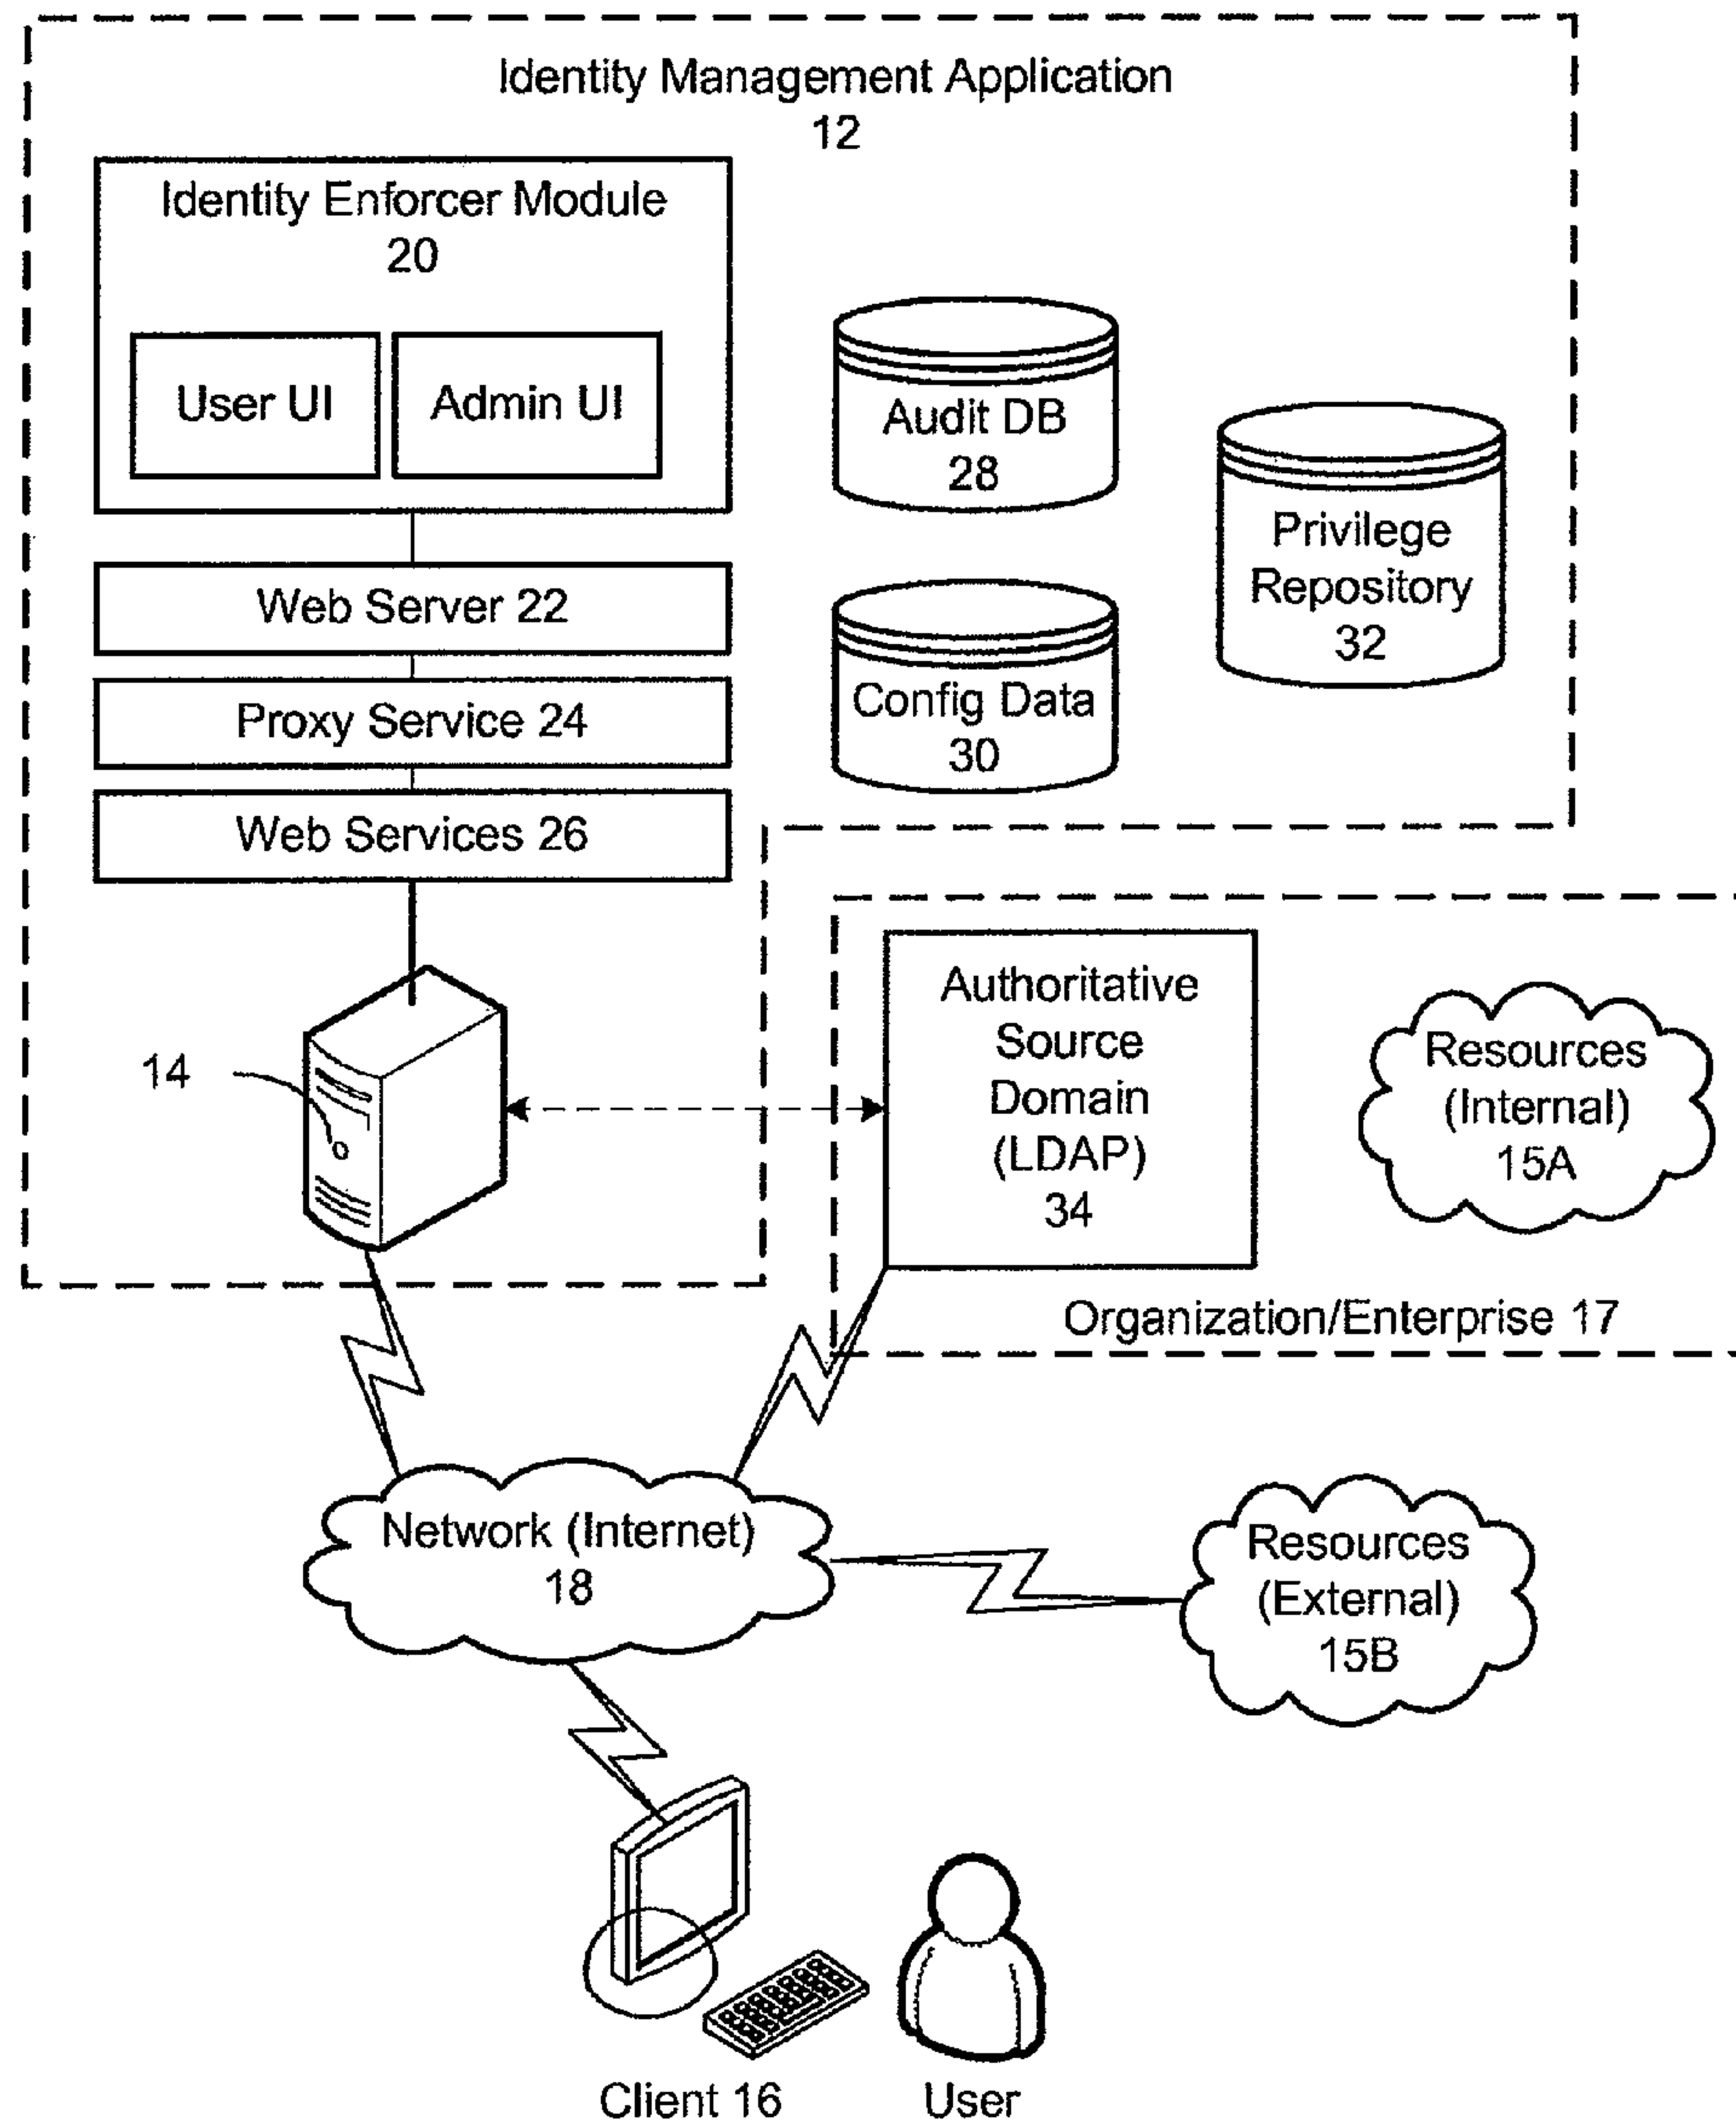 Identity Management Application
12
Identity Enforcer Module
20
User UI
Admin UI
Audit DB
28
Privilege
Repository
32
Web Server 22
Config Data
30
Proxy Service 24
Web Services 26
14
Authoritative
Source
Domain
(LDAP)
34
Resources
(Internal)
15A
Organization/Enterprise 17
Network (Internet)
18
Resources
(External)
15B
Client 16
User